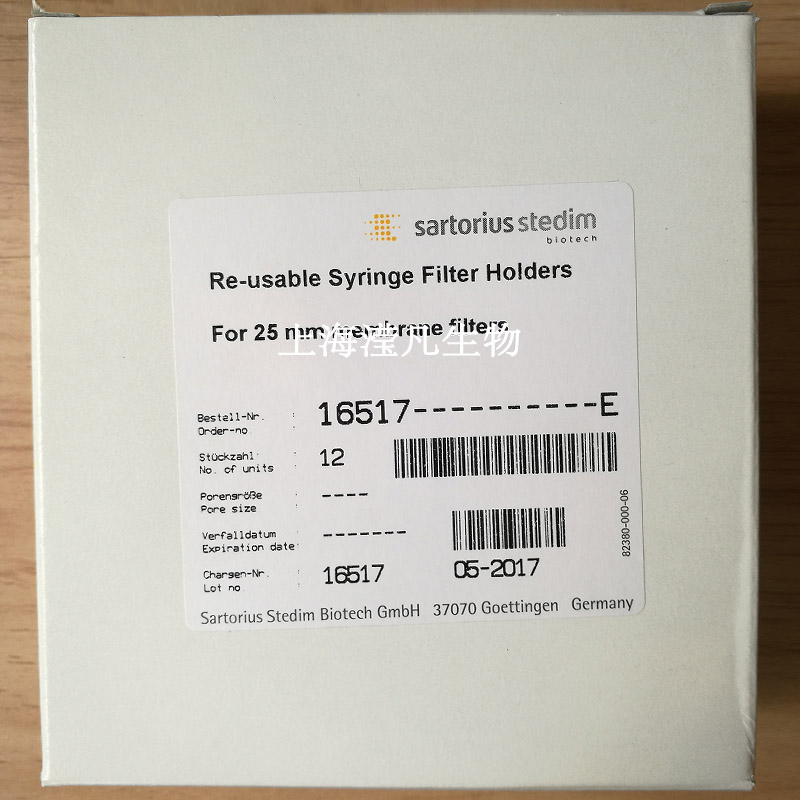 sartorius stedim
biotech
Re-usable Syringe Filter Holders
For 25 mm membrane filters
上海滢凡生物
Bestell-Nr. :
Order-no
16517----------E
Stückzahl :
No. of units
12
Porengröße :
Pore size
----
Verfalldatum :
Expiration date
-------
Chargen-Nr. :
Lot no
16517
05-2017
82380-000-06
Sartorius Stedim Biotech GmbH 37070 Goettingen Germany